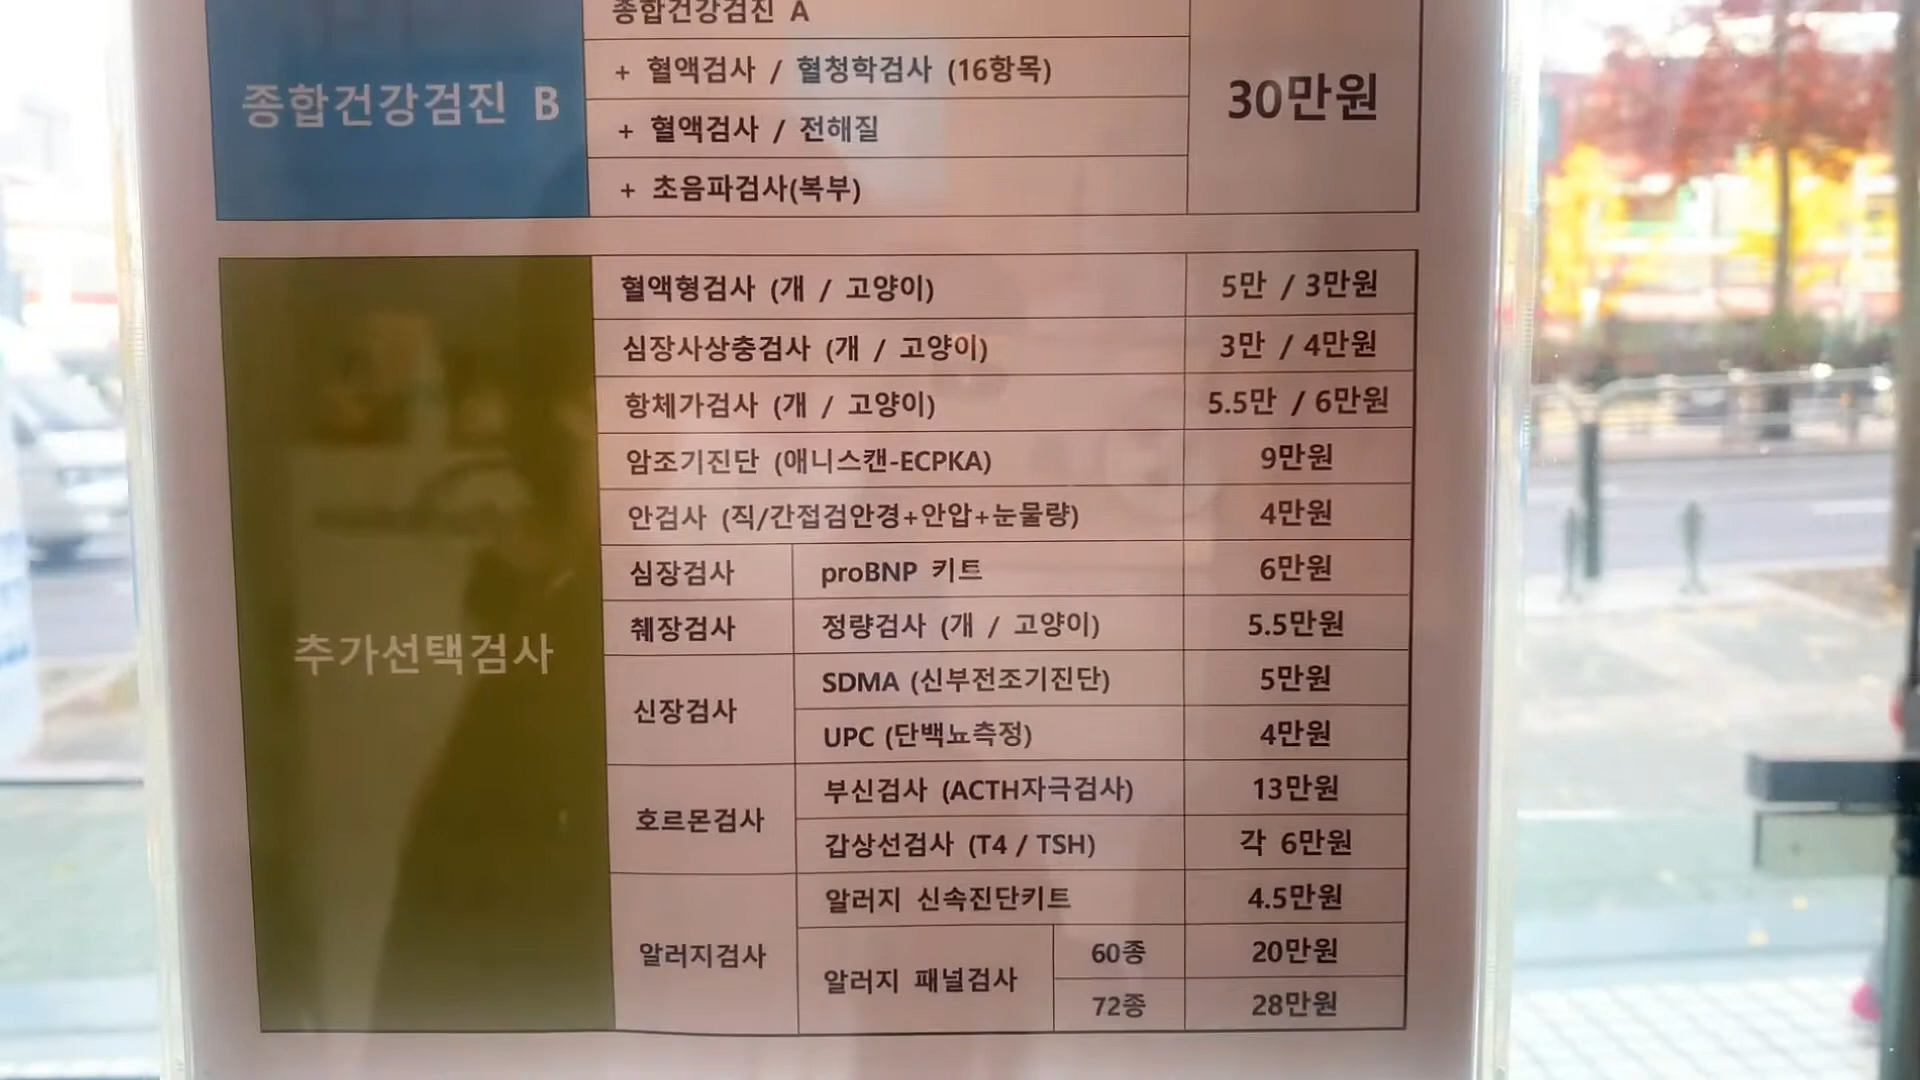 종합건강검진 A
종합건강검진 B
+ 혈액검사 / 혈청학검사 (16항목)
30만원
+ 혈액검사 / 전해질
+ 초음파검사(복부)
추가선택검사
혈액형검사 (개 / 고양이) 5만 / 3만원
심장사상충검사 (개 / 고양이) 3만 / 4만원
항체가검사 (개 / 고양이) 5.5만 / 6만원
암조기진단 (애니스캔-ECPKA) 9만원
안검사 (직/간접검안경+안압+눈물량) 4만원
심장검사 proBNP 키트 6만원
췌장검사 정량검사 (개 / 고양이) 5.5만원
신장검사
SDMA (신부전조기진단) 5만원
UPC (단백뇨측정) 4만원
호르몬검사
부신검사 (ACTH자극검사) 13만원
갑상선검사 (T4 / TSH) 각 6만원
알러지검사
알러지 신속진단키트 4.5만원
알러지 패널검사
60종 20만원
72종 28만원